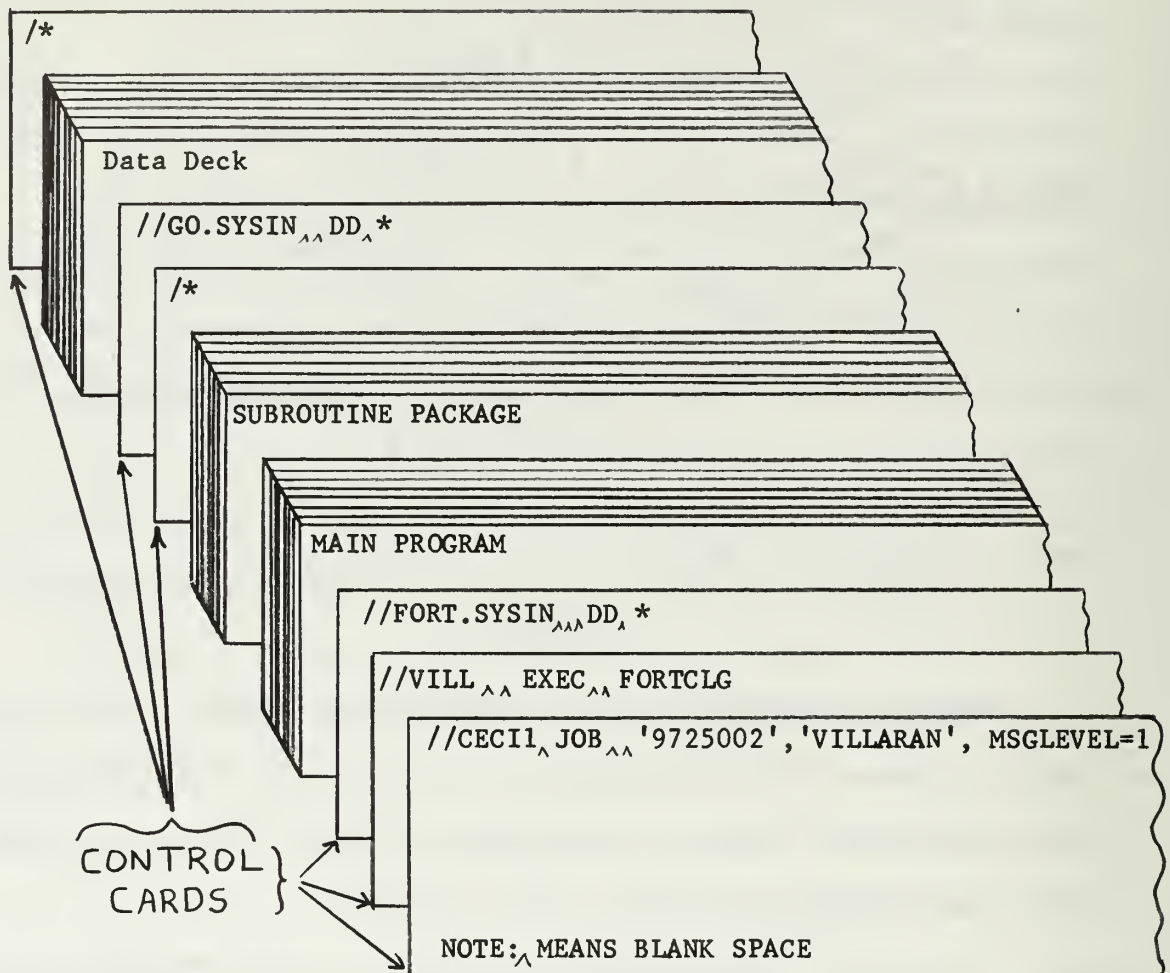 /*
Data Deck
//GO.SYSIN^^DD^*
/*
SUBROUTINE PACKAGE
MAIN PROGRAM
//FORT.SYSIN^^^DD^*
//VILL^^EXEC^^FORTCLG
//CECI1^JOB^^'9725002','VILLARAN', MSGLEVEL=1
CONTROL
CARDS
NOTE:^MEANS BLANK SPACE